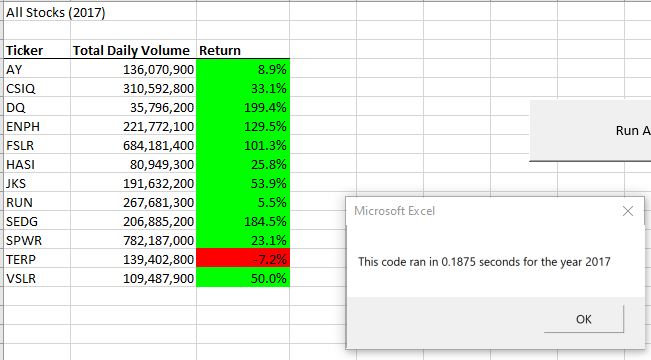 All Stocks (2017)
Ticker Total Daily Volume Return
AY 136,070,900 8.9%
CSIQ 310,592,800 33.1%
DQ 35,796,200 199.4%
ENPH 221,772,100 129.5%
FSLR 684,181,400 101.3%
HASI 80,949,300 25.8%
JKS 191,632,200 53.9%
RUN 267,681,300 5.5%
SEDG 206,885,200 184.5%
SPWR 782,187,000 23.1%
TERP 139,402,800 -7.2%
VSLR 109,487,900 50.0%
Run A
Microsoft Excel
This code ran in 0.1875 seconds for the year 2017
OK